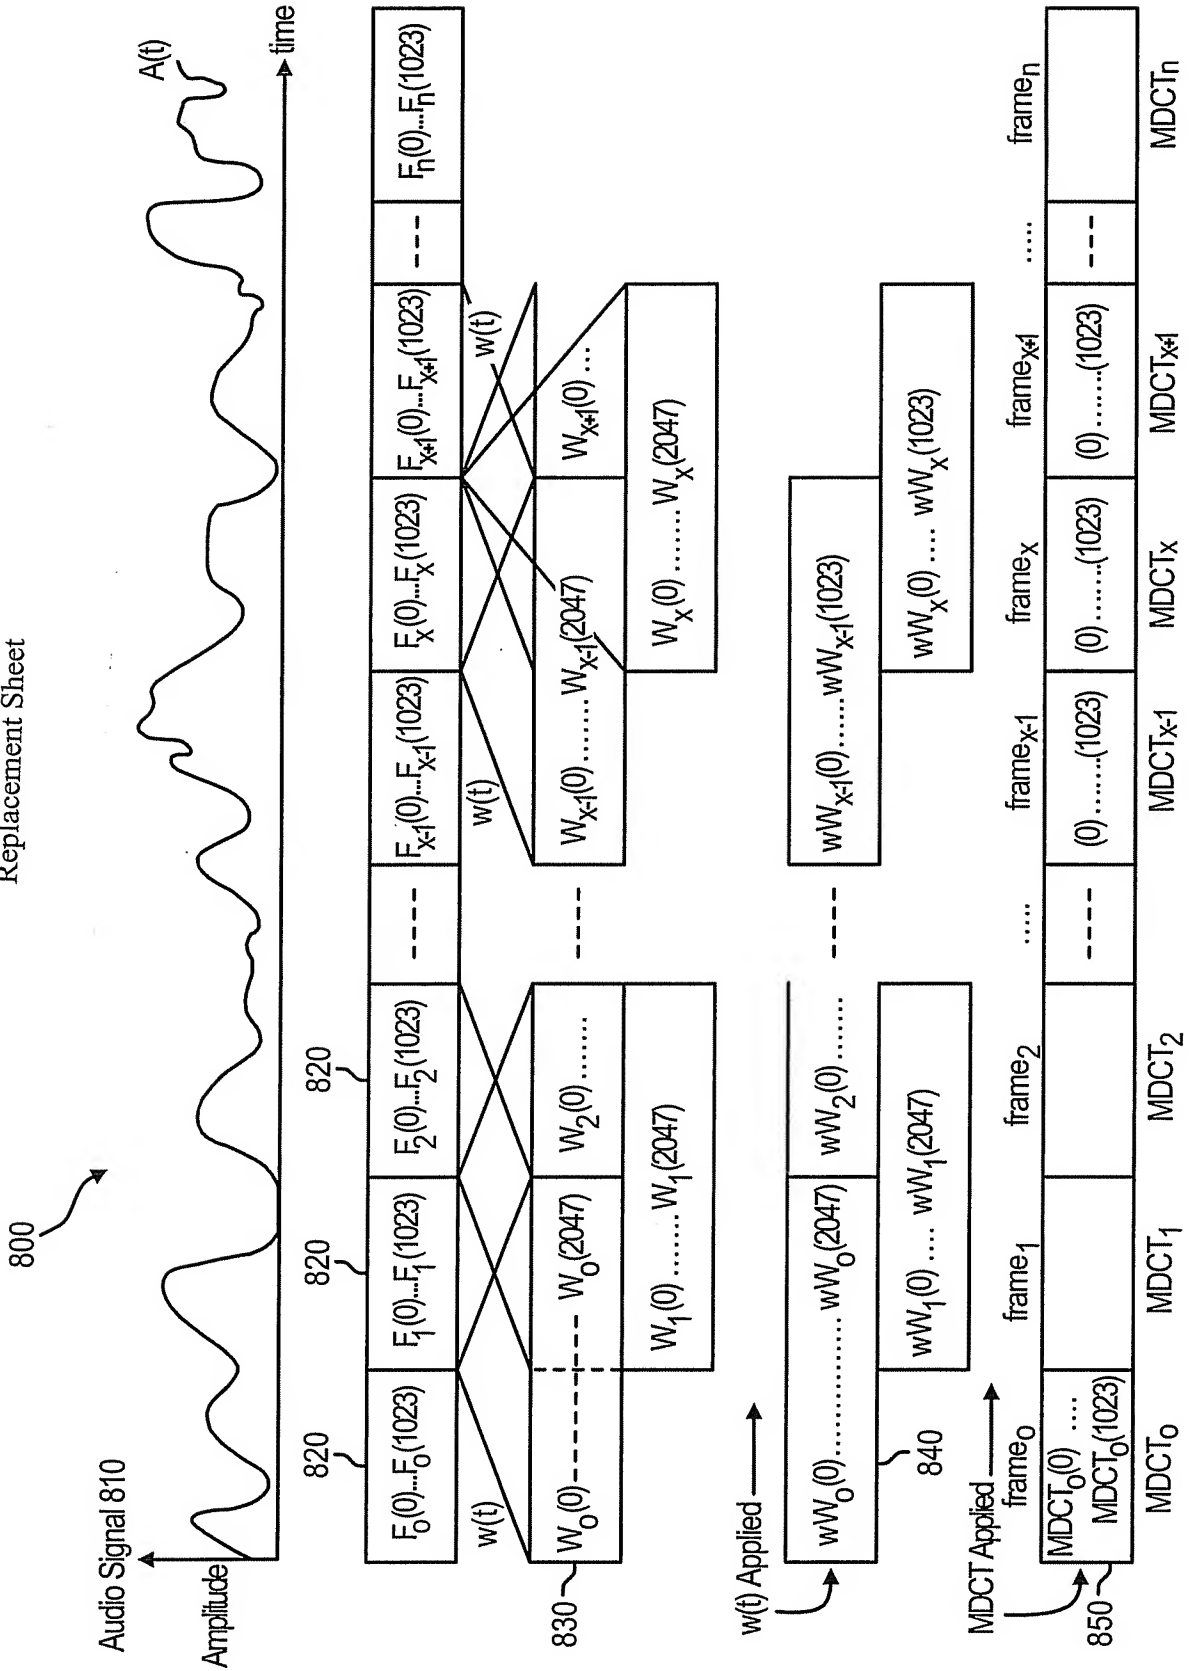 Replacement Sheet
800
Audio Signal 810
Amplitude
A(t)
time
820
820
820
F0(0)...F0(1023)
F1(0)...F1(1023)
F2(0)...F2(1023)
-----
Fx-1(0)...Fx-1(1023)
Fx(0)...Fx(1023)
Fx+1(0)...Fx+1(1023)
----
Fn(0)...Fn(1023)
w(t)
w(t)
w(t)
830
W0(0)-------W0(2047)
W2(0).......
-----
Wx-1(0).......Wx-1(2047)
Wx+1(0) ...
W1(0)........W1(2047)
Wx(0)........Wx(2047)
w(t) Applied
wW0(0)....................wW0(2047)
wW2(0).......
-----
wWx-1(0)......wWx-1(1023)
840
wW1(0).... wW1(2047)
wWx(0).... wWx(1023)
MDCT Applied
frame0
frame1
frame2
.....
framex-1
framex
framex+1
.....
framen
850
MDCT0(0) ....
MDCT0(1023)
-----
(0).......(1023)
(0).......(1023)
(0).......(1023)
----
MDCT0
MDCT1
MDCT2
MDCTx-1
MDCTx
MDCTx+1
MDCTn